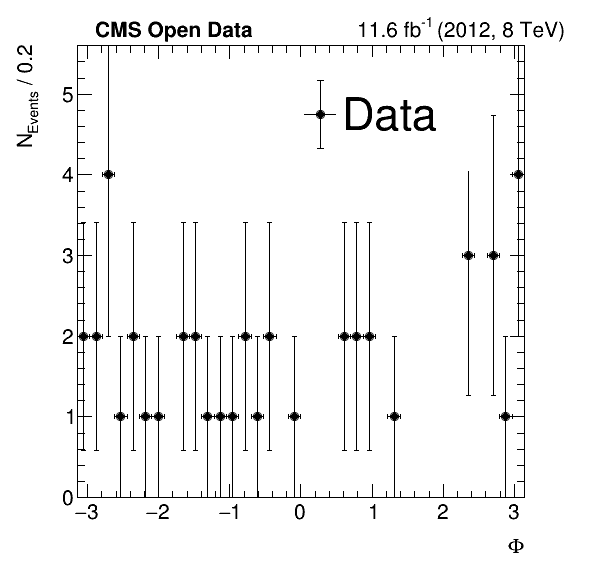 CMS Open Data 11.6 fb-1 (2012, 8 TeV)
NEvents / 0.2
Data
5
4
3
2
1
0
−3 −2 −1 0 1 2 3
Φ